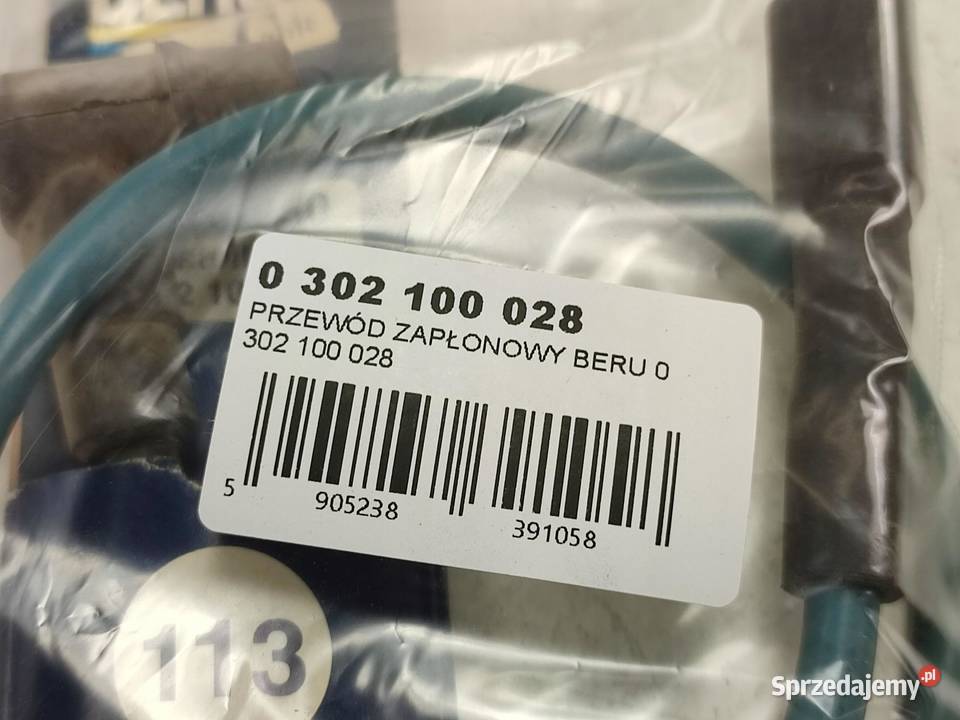 0 302 100 028
PRZEWÓD ZAPŁONOWY BERU 0
302 100 028
5 905238 391058
113
Sprzedajemy.pl